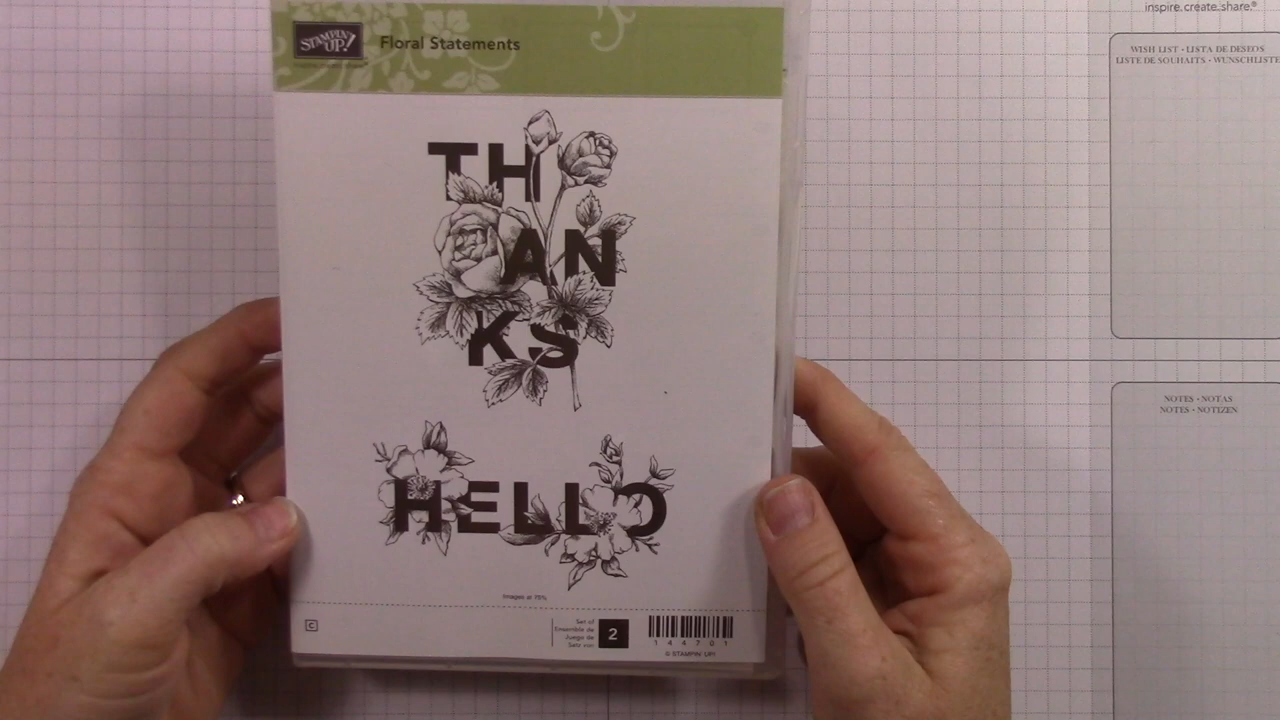 inspire.create.share.®
STAMPIN' UP!
Floral Statements
WISH LIST • LISTA DE DESEOS
LISTE DE SOUHAITS • WUNSCHLISTE
TH
AN
KS
NOTES • NOTAS
NOTES • NOTIZEN
HELLO
Images at 75%
C
Set of
Ensemble de
Juego de
Satz von
2
144701
© STAMPIN' UP!